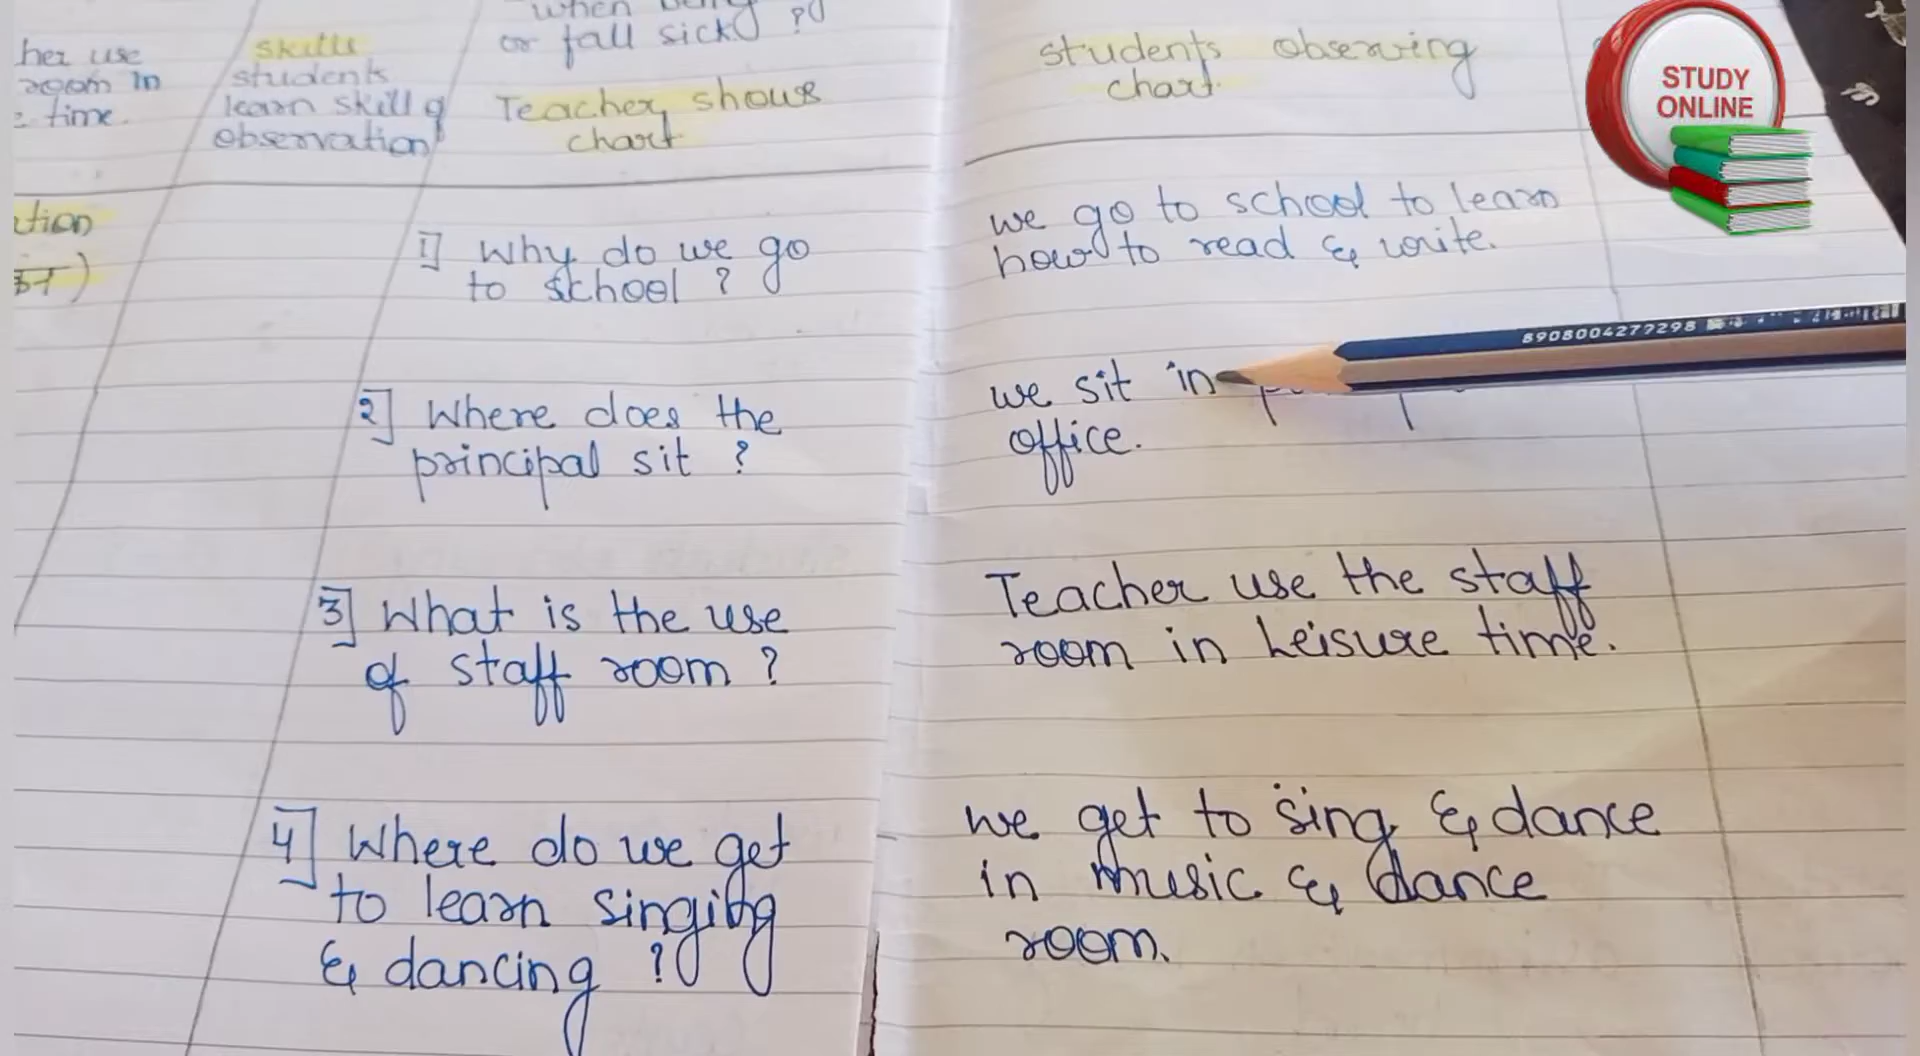 her use
room in
time.
skills
students
learn skill of
observation
when
or fall sick ?
Teacher shows
chart.
students observing
chart.
STUDY
ONLINE
1] Why do we go
to school ?
we go to school to learn
how to read & write.
8908004277298
2] Where does the
principal sit ?
we sit in
office.
3] What is the use
of staff room ?
Teacher use the staff
room in Leisure time.
4] Where do we get
to learn singing
& dancing ?
we get to sing & dance
in music & dance
room.